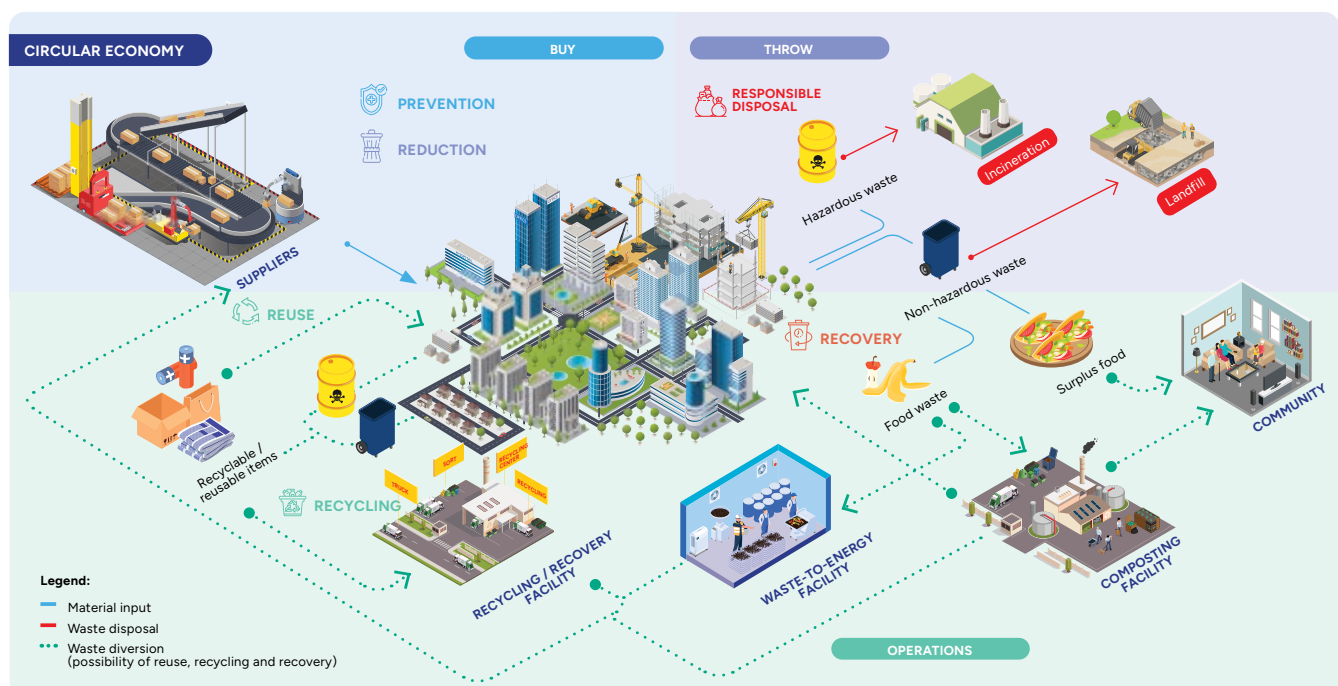 CIRCULAR ECONOMY
BUY
THROW
PREVENTION
REDUCTION
RESPONSIBLE
DISPOSAL
Incineration
Landfill
Hazardous waste
SUPPLIERS
Non-hazardous waste
REUSE
RECOVERY
Surplus food
COMMUNITY
Food waste
Recyclable /
reusable items
TRUCK
SORT
RECYCLING
CENTER
RECYCLING
RECYCLING
RECYCLING / RECOVERY
FACILITY
WASTE-TO-ENERGY
FACILITY
COMPOSTING
FACILITY
Legend:
Material input
Waste disposal
Waste diversion
(possibility of reuse, recycling and recovery)
OPERATIONS